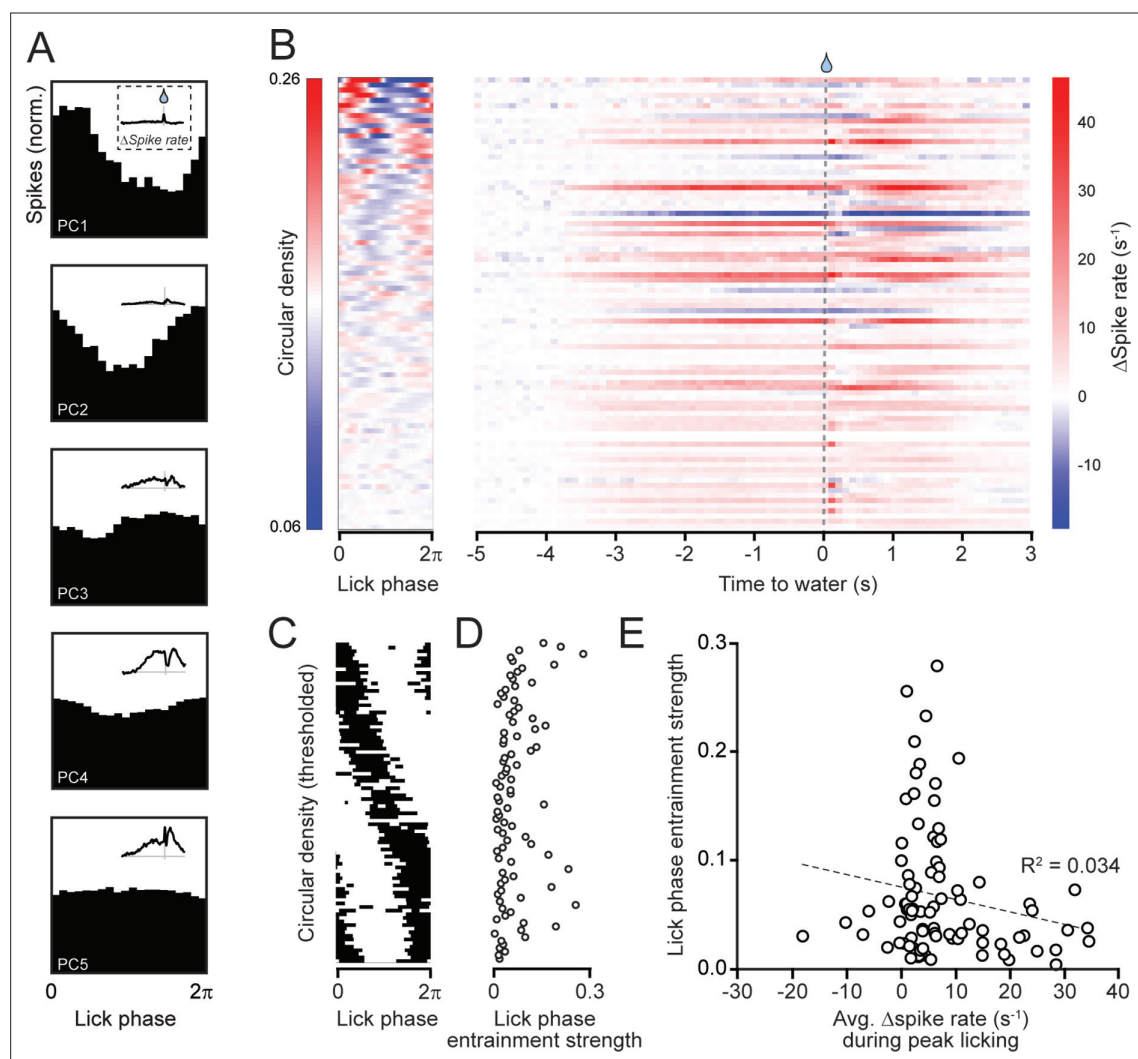 A
Spikes (norm.)
ΔSpike rate
PC1
PC2
PC3
PC4
PC5
0
2π
Lick phase
B
0.26
Circular density
0.06
0
2π
Lick phase
-5
-4
-3
-2
-1
0
1
2
3
Time to water (s)
40
30
20
10
0
-10
ΔSpike rate (s⁻¹)
C
Circular density (thresholded)
0
2π
Lick phase
D
0
0.3
Lick phase
entrainment strength
E
Lick phase entrainment strength
0.3
0.2
0.1
0.0
R² = 0.034
-30
-20
-10
0
10
20
30
40
Avg. Δspike rate (s⁻¹)
during peak licking